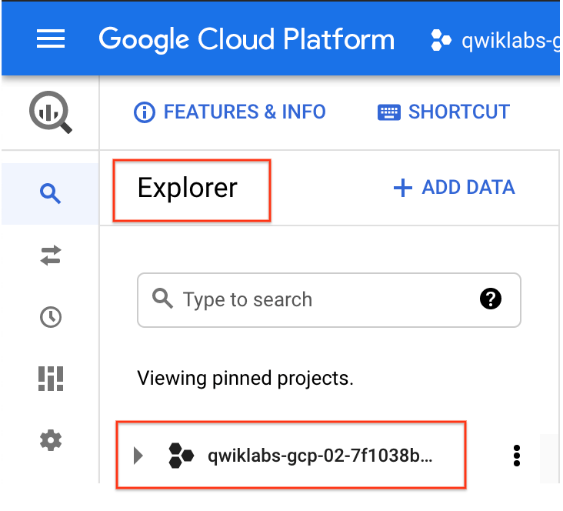 Google Cloud Platform
qwiklabs-g
FEATURES & INFO
SHORTCUT
Explorer
+ ADD DATA
Type to search
?
Viewing pinned projects.
qwiklabs-gcp-02-7f1038b...